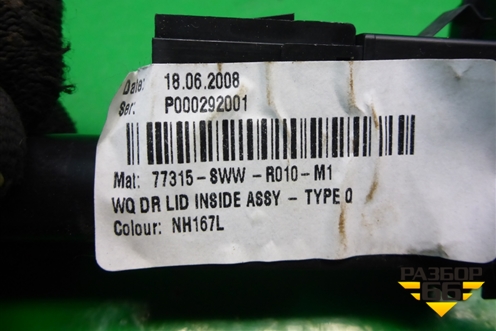 Date: 18.06.2008
Ser: P000292001
Mat: 77315-SWW-R010-M1
WQ DR LID INSIDE ASSY - TYPE Q
Colour: NH167L
РАЗБОР
66